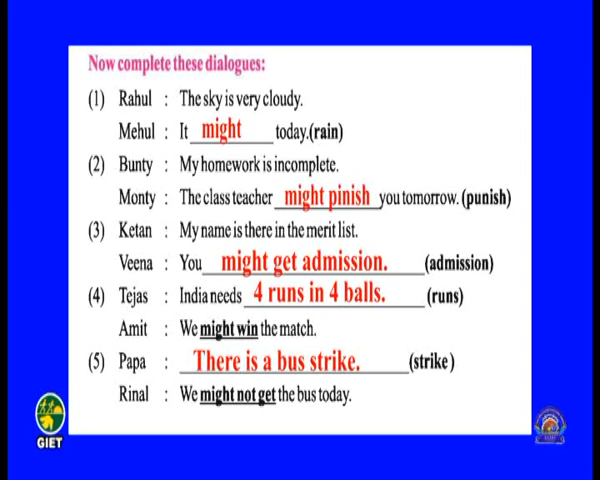 Now complete these dialogues:
(1) Rahul : The sky is very cloudy.
Mehul : It might today.(rain)
(2) Bunty : My homework is incomplete.
Monty : The class teacher might pinish you tomorrow. (punish)
(3) Ketan : My name is there in the merit list.
Veena : You might get admission. (admission)
(4) Tejas : India needs 4 runs in 4 balls. (runs)
Amit : We might win the match.
(5) Papa : There is a bus strike. (strike)
Rinal : We might not get the bus today.
GIET